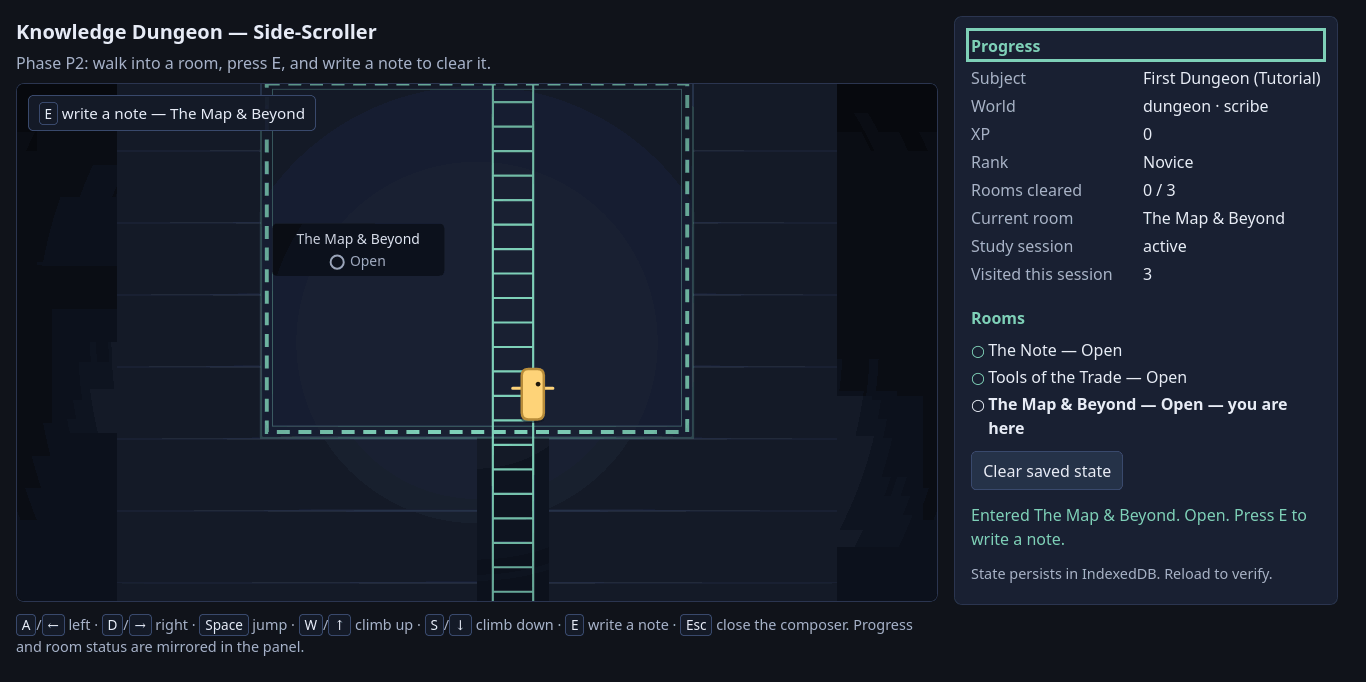 Knowledge Dungeon — Side-Scroller
Phase P2: walk into a room, press E, and write a note to clear it.
E write a note — The Map & Beyond
The Map & Beyond
Open
A/← left · D/→ right · Space jump · W/↑ climb up · S/↓ climb down · E write a note · Esc close the composer. Progress
and room status are mirrored in the panel.
Progress
Subject First Dungeon (Tutorial)
World dungeon · scribe
XP 0
Rank Novice
Rooms cleared 0 / 3
Current room The Map & Beyond
Study session active
Visited this session 3
Rooms
The Note — Open
Tools of the Trade — Open
The Map & Beyond — Open — you are
here
Clear saved state
Entered The Map & Beyond. Open. Press E to
write a note.
State persists in IndexedDB. Reload to verify.